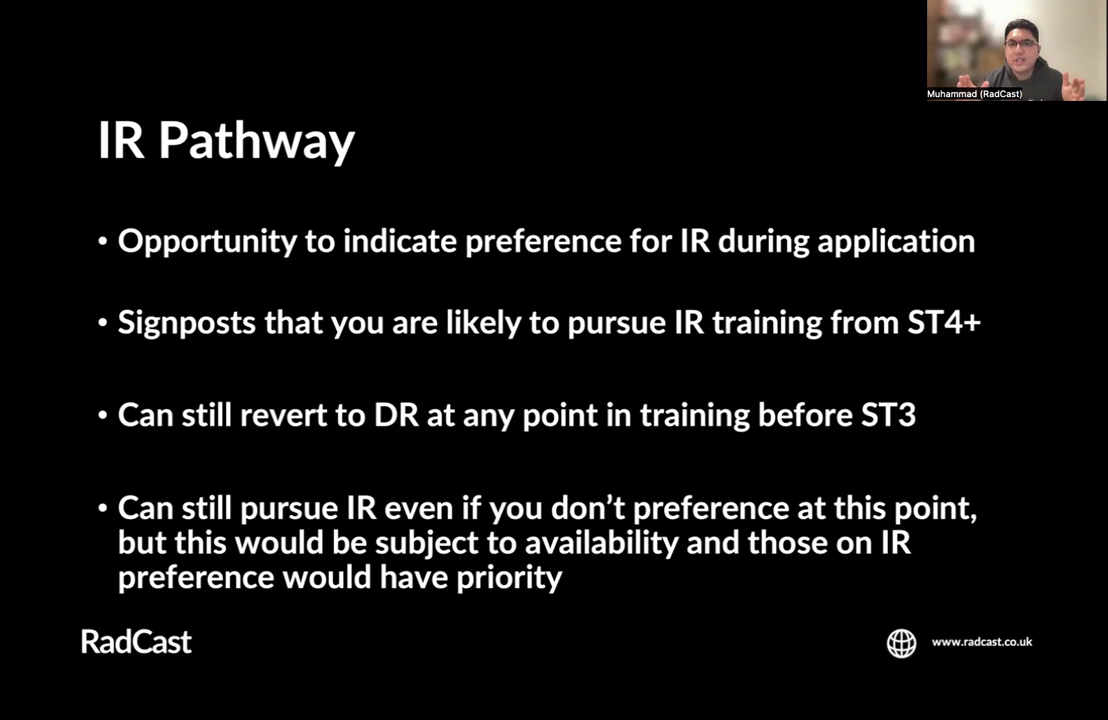 Muhammad (RadCast)
IR Pathway
• Opportunity to indicate preference for IR during application
• Signposts that you are likely to pursue IR training from ST4+
• Can still revert to DR at any point in training before ST3
• Can still pursue IR even if you don’t preference at this point,
but this would be subject to availability and those on IR
preference would have priority
RadCast
www.radcast.co.uk